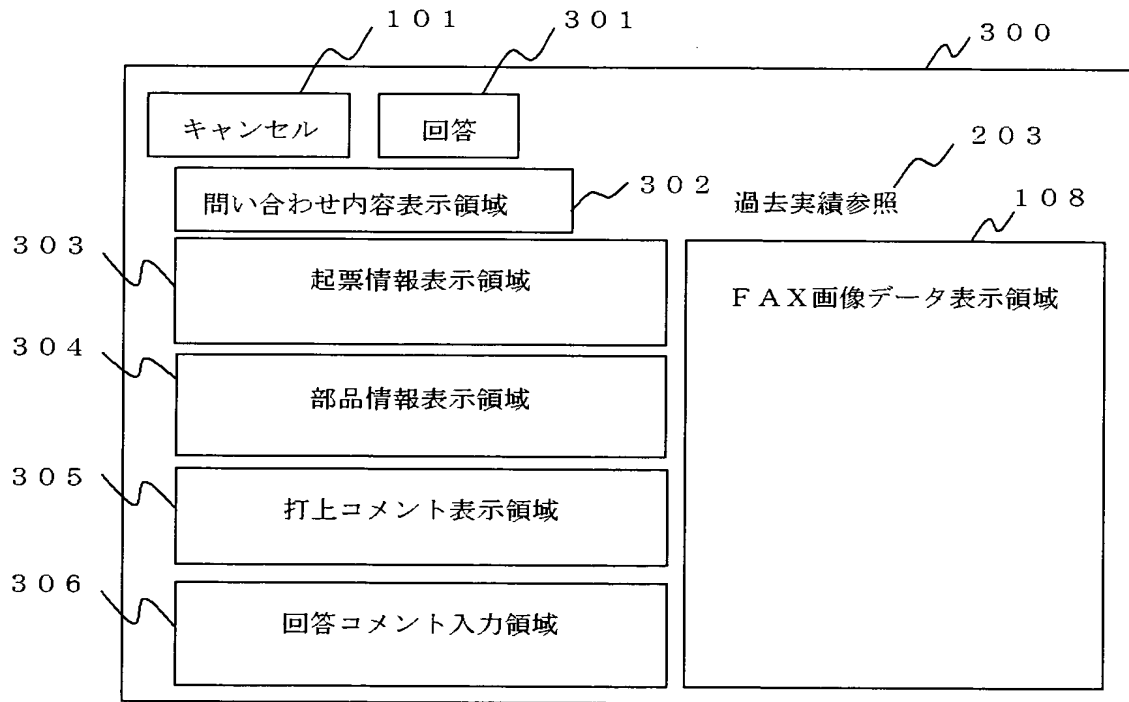 １０１
３０１
３００
キャンセル
回答
２０３
問い合わせ内容表示領域
３０２
過去実績参照
１０８
３０３
起票情報表示領域
ＦＡＸ画像データ表示領域
３０４
部品情報表示領域
３０５
打上コメント表示領域
３０６
回答コメント入力領域